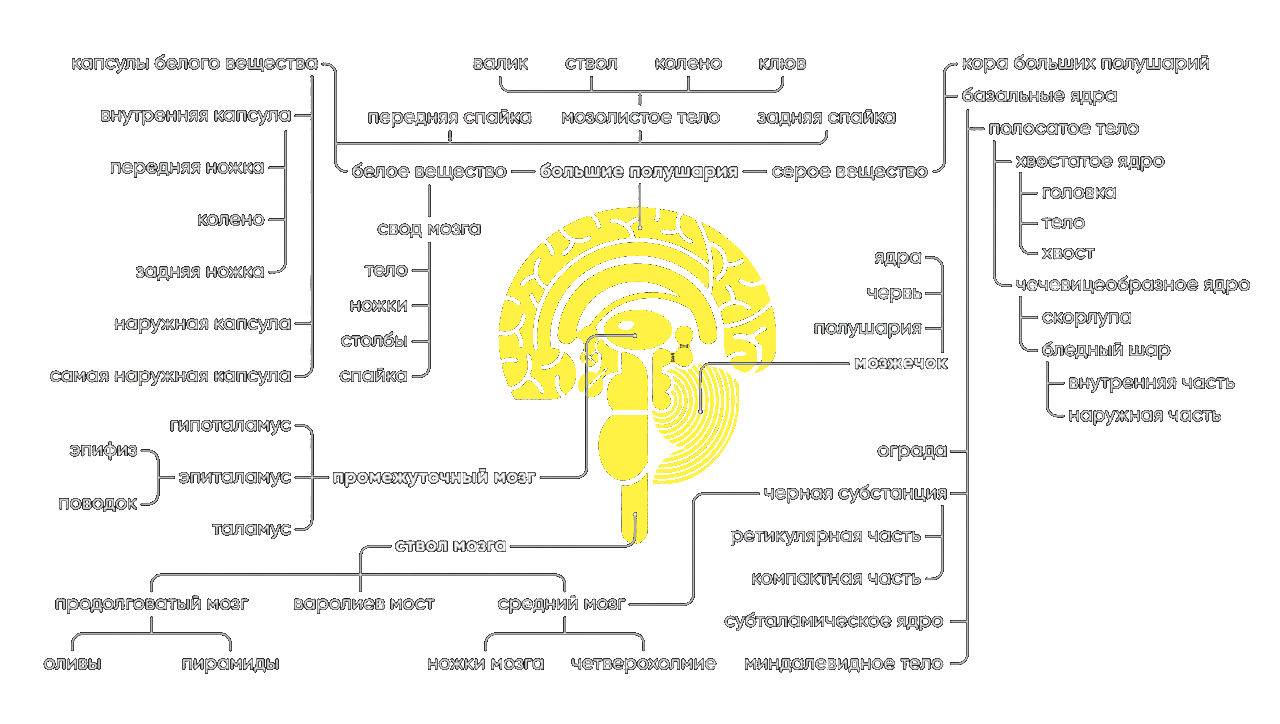 капсулы белого вещества
валик
ствол
колено
клюв
кора больших полушарий
базальные ядра
внутренняя капсула
передняя спайка
мозолистое тело
задняя спайка
полосатое тело
передняя ножка
белое вещество
большие полушария
серое вещество
хвостатое ядро
головка
колено
свод мозга
тело
хвост
задняя ножка
тело
ядра
чечевицеобразное ядро
ножки
червь
скорлупа
наружная капсула
столбы
полушария
бледный шар
самая наружная капсула
спайка
мозжечок
внутренняя часть
наружная часть
гипоталамус
эпифиз
ограда
эпиталамус
промежуточный мозг
черная субстанция
поводок
таламус
ретикулярная часть
ствол мозга
компактная часть
продолговатый мозг
варолиев мост
средний мозг
субталамическое ядро
оливы
пирамиды
ножки мозга
четверохолмие
миндалевидное тело